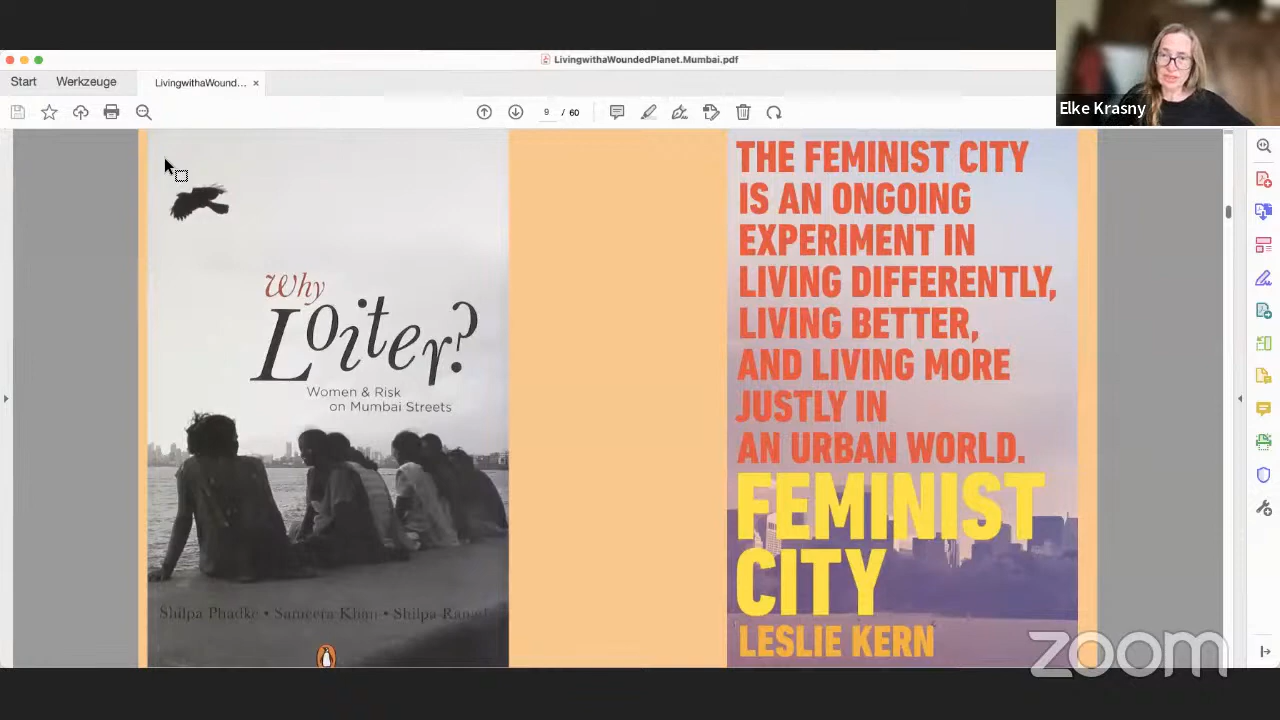 LivingwithaWoundedPlanet.Mumbai.pdf
Start
Werkzeuge
LivingwithaWound...
9 / 60
Elke Krasny
Why
Loiter?
Women & Risk
on Mumbai Streets
Shilpa Phadke • Sameera Khan • Shilpa Ranade
THE FEMINIST CITY
IS AN ONGOING
EXPERIMENT IN
LIVING DIFFERENTLY,
LIVING BETTER,
AND LIVING MORE
JUSTLY IN
AN URBAN WORLD.
FEMINIST
CITY
LESLIE KERN
zoom